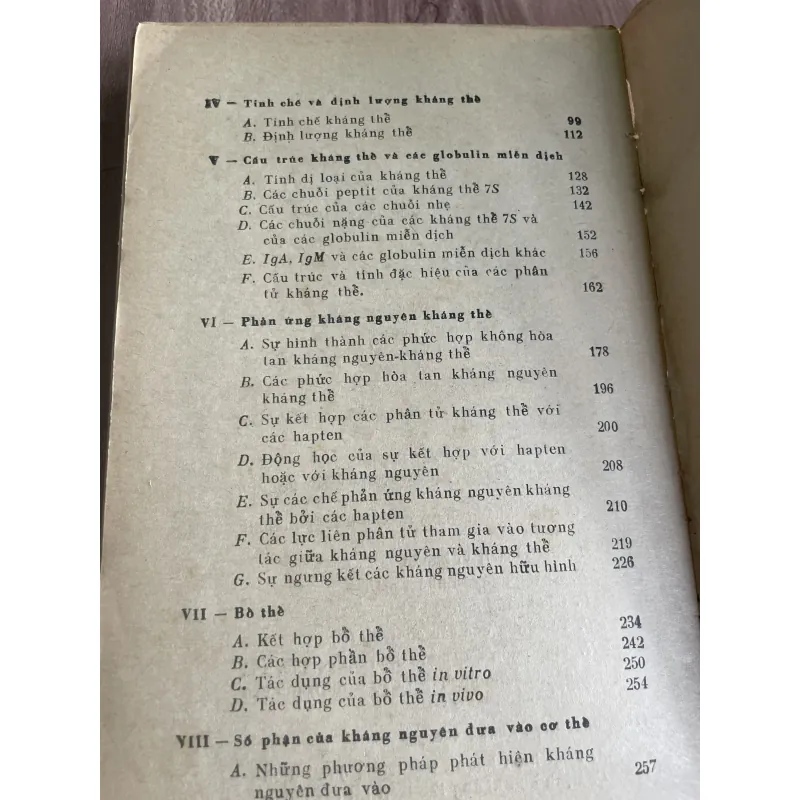 IV — Tinh chế và định lượng kháng thể
A. Tinh chế kháng thể 99
B. Định lượng kháng thể 112
V — Cấu trúc kháng thể và các globulin miễn dịch
A. Tính dị loại của kháng thể 128
B. Các chuỗi peptit của kháng thể 7S 132
C. Cấu trúc của các chuỗi nhẹ 142
D. Các chuỗi nặng của các kháng thể 7S và
của các globulin miễn dịch 152
E. IgA, IgM và các globulin miễn dịch khác 156
F. Cấu trúc và tính đặc hiệu của các phân
tử kháng thể. 162
VI — Phản ứng kháng nguyên kháng thể
A. Sự hình thành các phức hợp không hòa
tan kháng nguyên-kháng thể 178
B. Các phức hợp hòa tan kháng nguyên
kháng thể 196
C. Sự kết hợp các phân tử kháng thể với
các hapten 200
D. Động học của sự kết hợp với hapten
hoặc với kháng nguyên 208
E. Sự các chế phản ứng kháng nguyên kháng
thể bởi các hapten 210
F. Các lực liên phân tử tham gia vào tương
tác giữa kháng nguyên và kháng thể 219
G. Sự ngưng kết các kháng nguyên hữu hình 226
VII — Bổ thể
A. Kết hợp bổ thể 234
B. Các hợp phần bổ thể 242
C. Tác dụng của bổ thể in vitro 250
D. Tác dụng của bổ thể in vivo 254
VIII — Số phận của kháng nguyên đưa vào cơ thể
A. Những phương pháp phát hiện kháng
nguyên đưa vào 257